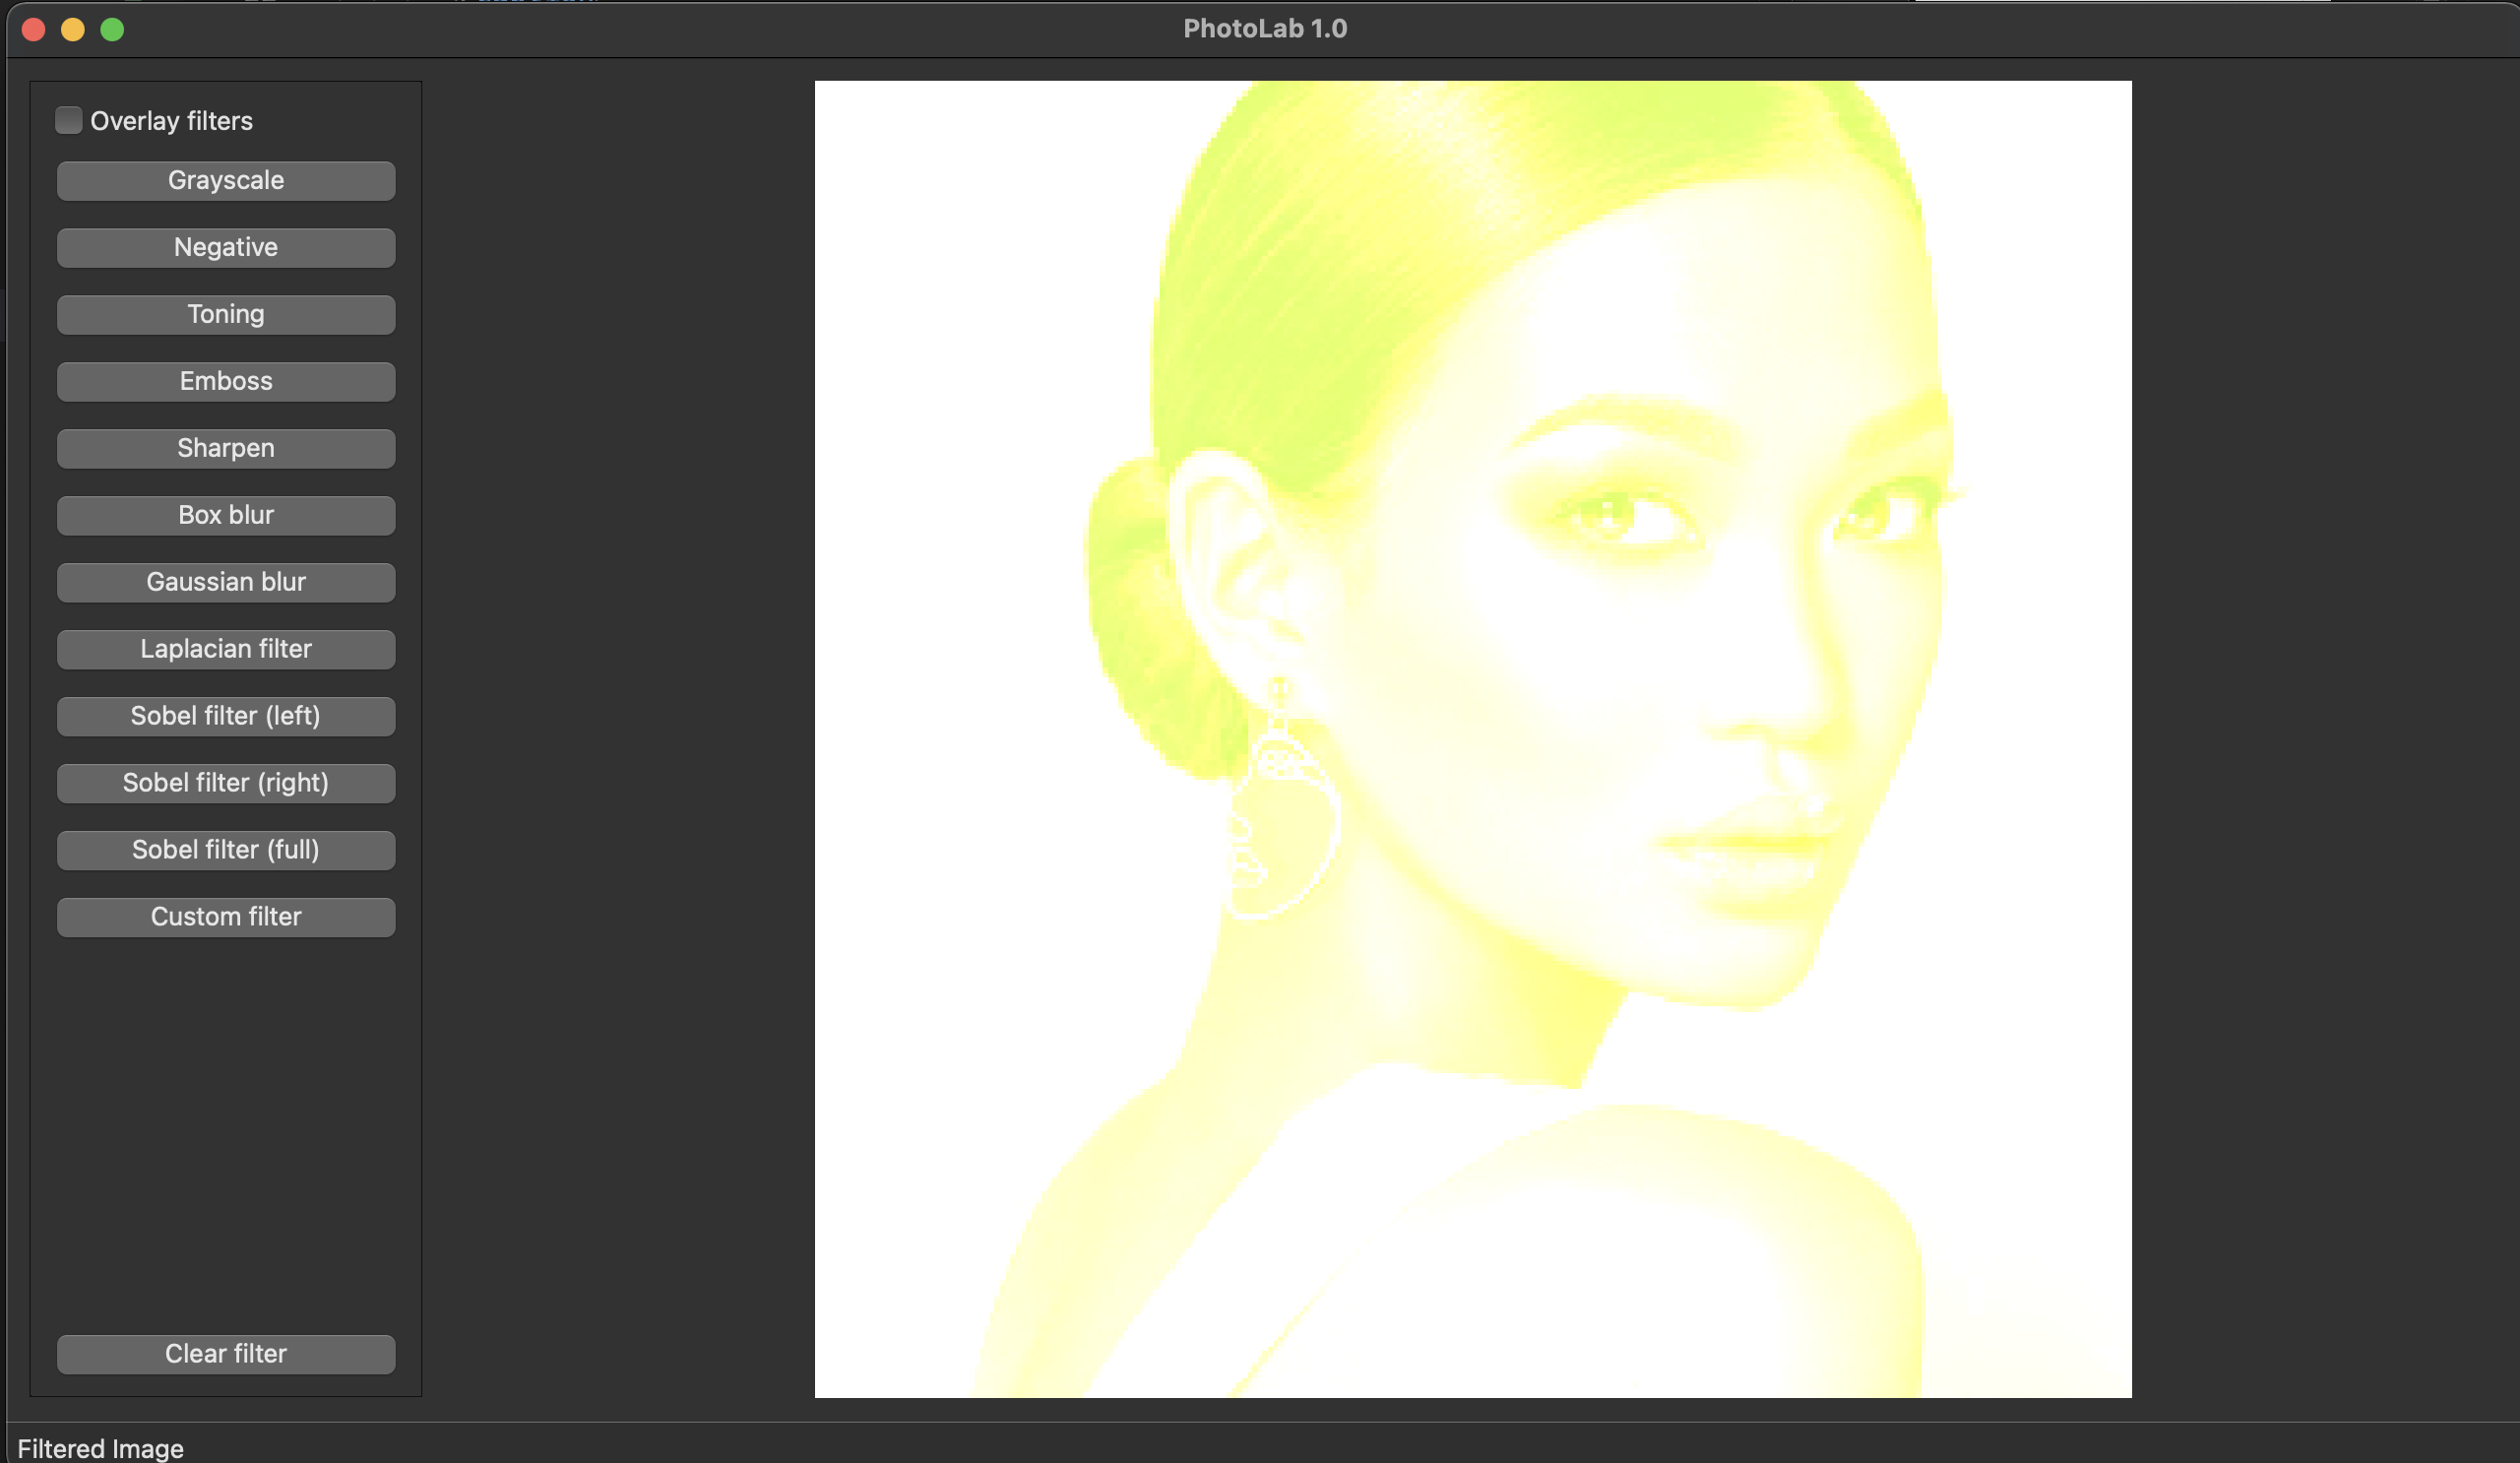 PhotoLab 1.0
Overlay filters
Grayscale
Negative
Toning
Emboss
Sharpen
Box blur
Gaussian blur
Laplacian filter
Sobel filter (left)
Sobel filter (right)
Sobel filter (full)
Custom filter
Clear filter
Filtered Image